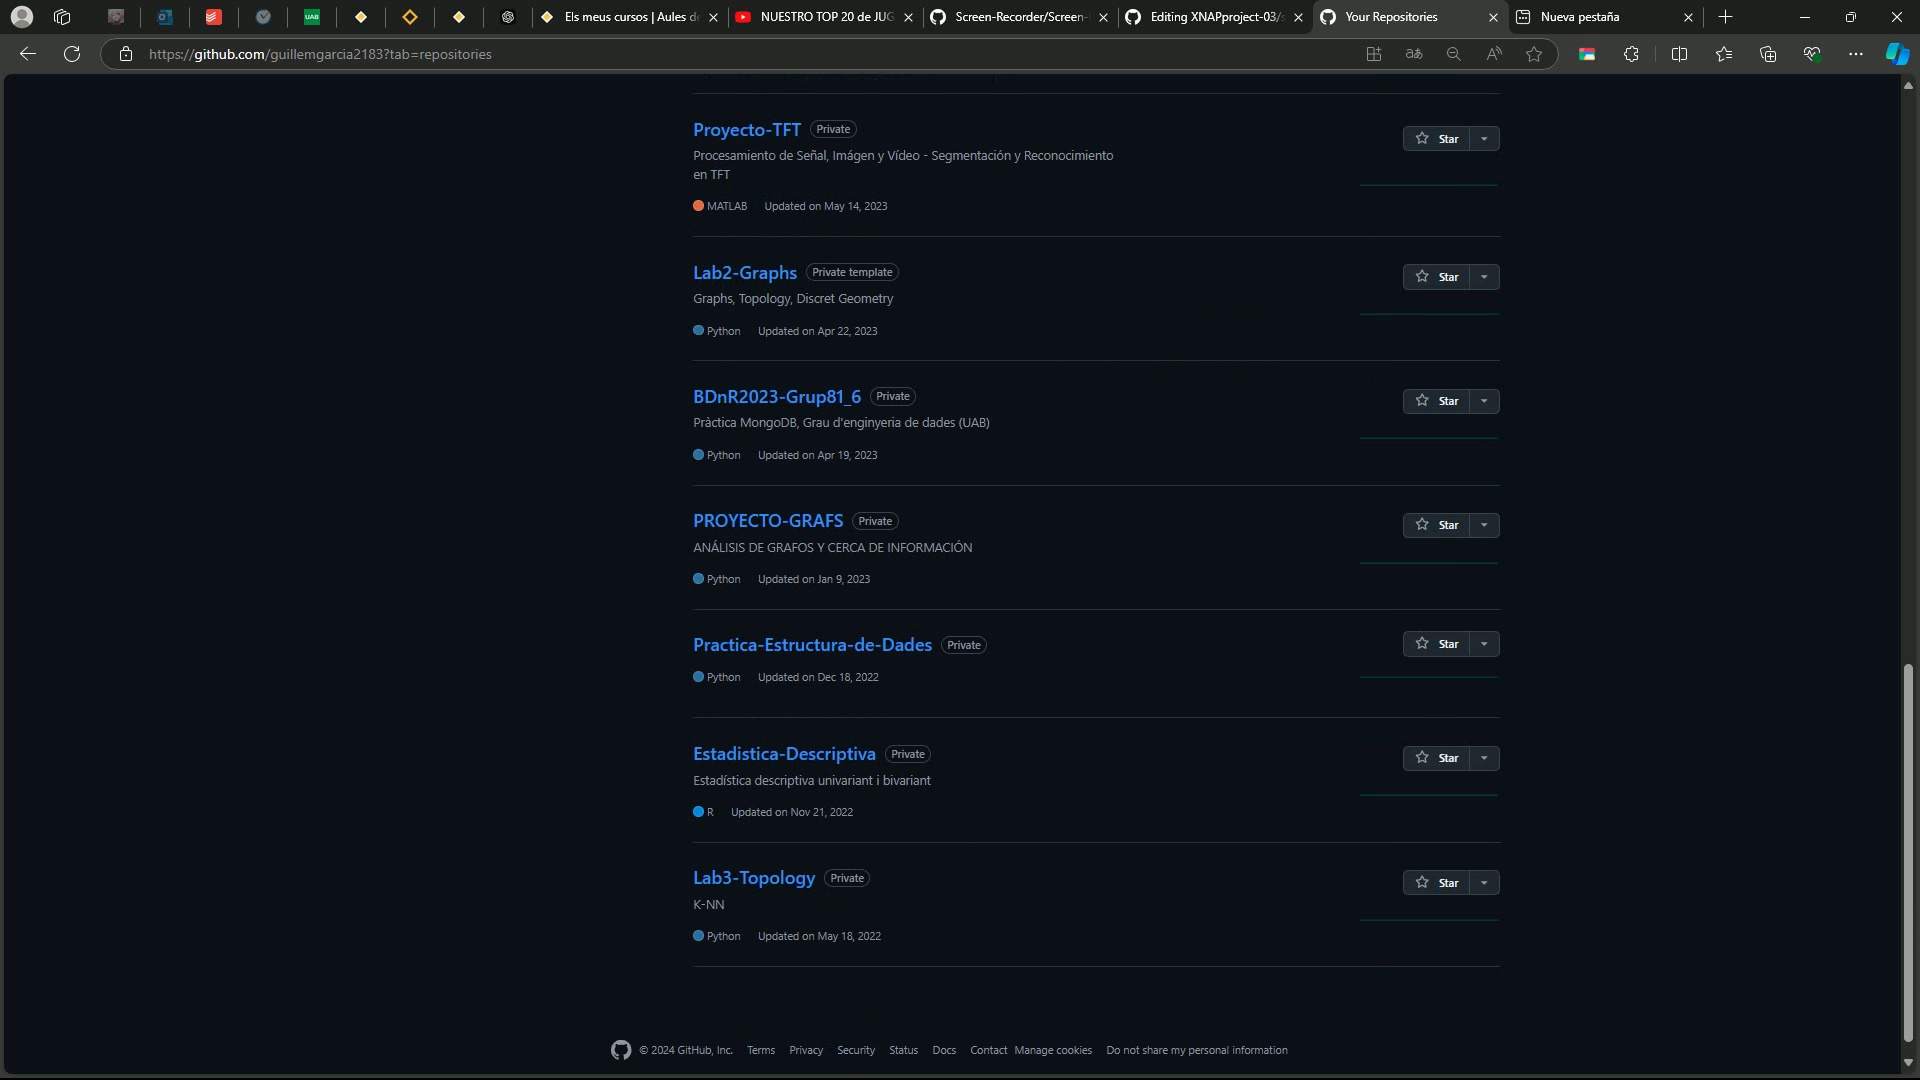 UAB
Els meus cursos | Aules d
NUESTRO TOP 20 de JUG
Screen-Recorder/Screen-
Editing XNAPproject-03/s
Your Repositories
Nueva pestaña
https://github.com/guillemgarcia2183?tab=repositories
Proyecto-TFT Private
Star
Procesamiento de Señal, Imágen y Vídeo - Segmentación y Reconocimiento
en TFT
MATLAB Updated on May 14, 2023
Lab2-Graphs Private template
Star
Graphs, Topology, Discret Geometry
Python Updated on Apr 22, 2023
BDnR2023-Grup81_6 Private
Star
Pràctica MongoDB, Grau d'enginyeria de dades (UAB)
Python Updated on Apr 19, 2023
PROYECTO-GRAFS Private
Star
ANÁLISIS DE GRAFOS Y CERCA DE INFORMACIÓN
Python Updated on Jan 9, 2023
Practica-Estructura-de-Dades Private
Star
Python Updated on Dec 18, 2022
Estadistica-Descriptiva Private
Star
Estadística descriptiva univariant i bivariant
R Updated on Nov 21, 2022
Lab3-Topology Private
Star
K-NN
Python Updated on May 18, 2022
© 2024 GitHub, Inc. Terms Privacy Security Status Docs Contact Manage cookies Do not share my personal information